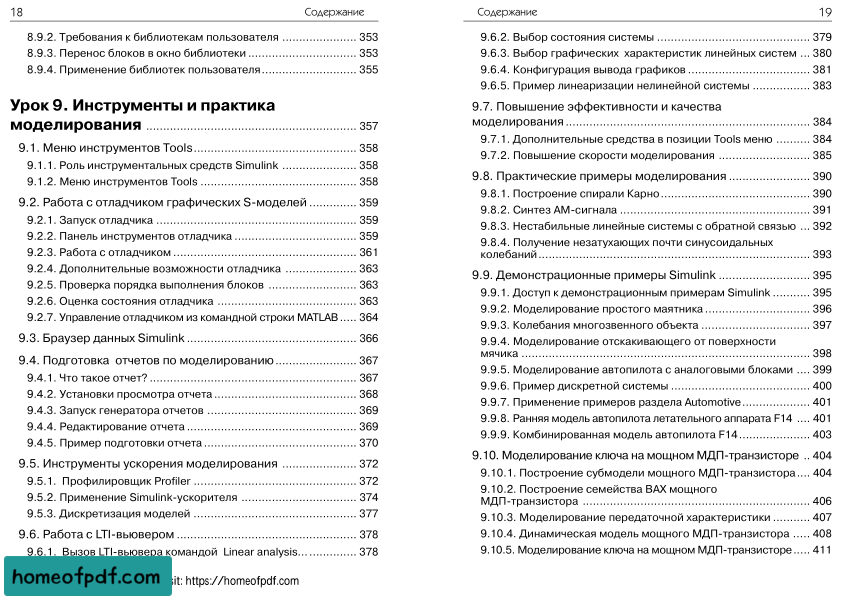 18 Содержание
8.9.2. Требования к библиотекам пользователя ...................... 353
8.9.3. Перенос блоков в окно библиотеки ................................. 353
8.9.4. Применение библиотек пользователя............................ 355
Урок 9. Инструменты и практика
моделирования ............................................................... 357
9.1. Меню инструментов Tools................................................. 358
9.1.1. Роль инструментальных средств Simulink ...................... 358
9.1.2. Меню инструментов Tools ............................................... 358
9.2. Работа с отладчиком графических S-моделей .............. 359
9.2.1. Запуск отладчика ............................................................ 359
9.2.2. Панель инструментов отладчика .................................... 359
9.2.3. Работа с отладчиком ....................................................... 361
9.2.4. Дополнительные возможности отладчика ..................... 363
9.2.5. Проверка порядка выполнения блоков .......................... 363
9.2.6. Оценка состояния отладчика ......................................... 363
9.2.7. Управление отладчиком из командной строки MATLAB ..... 364
9.3. Браузер данных Simulink ................................................... 366
9.4. Подготовка отчетов по моделированию........................ 367
9.4.1. Что такое отчет? .............................................................. 367
9.4.2. Установки просмотра отчета........................................... 368
9.4.3. Запуск генератора отчетов ............................................. 369
9.4.4. Редактирование отчета ................................................... 369
9.4.5. Пример подготовки отчета.............................................. 370
9.5. Инструменты ускорения моделирования ...................... 372
9.5.1. Профилировщик Profiler ................................................. 372
9.5.2. Применение Simulink-ускорителя ................................... 374
9.5.3. Дискретизация моделей ................................................. 377
9.6. Работа с LTI-вьювером ...................................................... 378
9.6.1. Вызов LTI-вьювера командой Linear analysis... .............. 378
homeofpdf.com
sit: https://homeofpdf.com
Содержание 19
9.6.2. Выбор состояния системы .............................................. 379
9.6.3. Выбор графических характеристик линейных систем ... 380
9.6.4. Конфигурация вывода графиков .................................... 381
9.6.5. Пример линеаризации нелинейной системы ................. 383
9.7. Повышение эффективности и качества
моделирования ......................................................................... 384
9.7.1. Дополнительные средства в позиции Tools меню .......... 384
9.7.2. Повышение скорости моделирования ........................... 385
9.8. Практические примеры моделирования ........................ 390
9.8.1. Построение спирали Карно............................................. 390
9.8.2. Синтез АМ-сигнала ......................................................... 391
9.8.3. Нестабильные линейные системы с обратной связью ... 392
9.8.4. Получение незатухающих почти синусоидальных
колебаний.................................................................................. 393
9.9. Демонстрационные примеры Simulink ........................... 395
9.9.1. Доступ к демонстрационным примерам Simulink ........... 395
9.9.2. Моделирование простого маятника................................ 396
9.9.3. Колебания многозвенного объекта ................................. 397
9.9.4. Моделирование отскакивающего от поверхности
мячика ....................................................................................... 398
9.9.5. Моделирование автопилота с аналоговыми блоками .... 399
9.9.6. Пример дискретной системы .......................................... 400
9.9.7. Применение примеров раздела Automotive.................... 401
9.9.8. Ранняя модель автопилота летательного аппарата F14 .... 401
9.9.9. Комбинированная модель автопилота F14..................... 403
9.10. Моделирование ключа на мощном МДП-транзисторе .. 404
9.10.1. Построение субмодели мощного МДП-транзистора.... 404
9.10.2. Построение семейства ВАХ мощного
МДП-транзистора ..................................................................... 406
9.10.3. Моделирование передаточной характеристики ........... 407
9.10.4. Динамическая модель мощного МДП-транзистора ..... 408
9.10.5. Моделирование ключа на мощном МДП-транзисторе..... 411